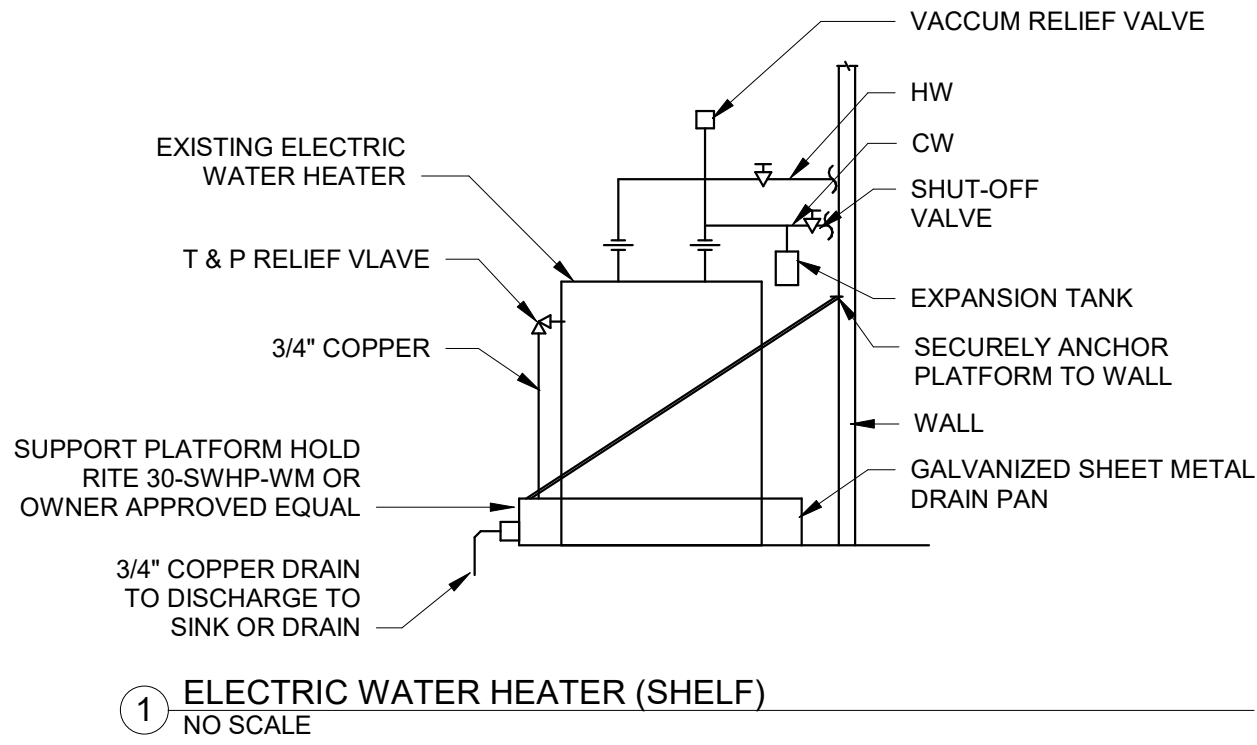 VACCUM RELIEF VALVE
HW
CW
SHUT-OFF
VALVE
EXPANSION TANK
SECURELY ANCHOR
PLATFORM TO WALL
WALL
GALVANIZED SHEET METAL
DRAIN PAN
EXISTING ELECTRIC
WATER HEATER
T & P RELIEF VLAVE
3/4" COPPER
SUPPORT PLATFORM HOLD
RITE 30-SWHP-WM OR
OWNER APPROVED EQUAL
3/4" COPPER DRAIN
TO DISCHARGE TO
SINK OR DRAIN
1 ELECTRIC WATER HEATER (SHELF)
NO SCALE